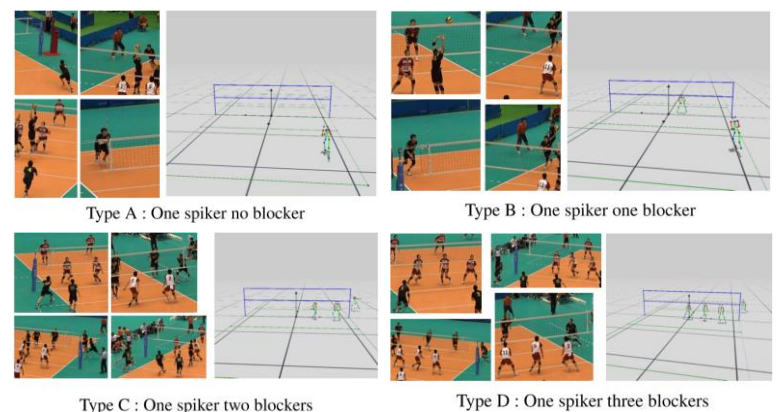 Type A : One spiker no blocker
Type B : One spiker one blocker
Type C : One spiker two blockers
Type D : One spiker three blockers